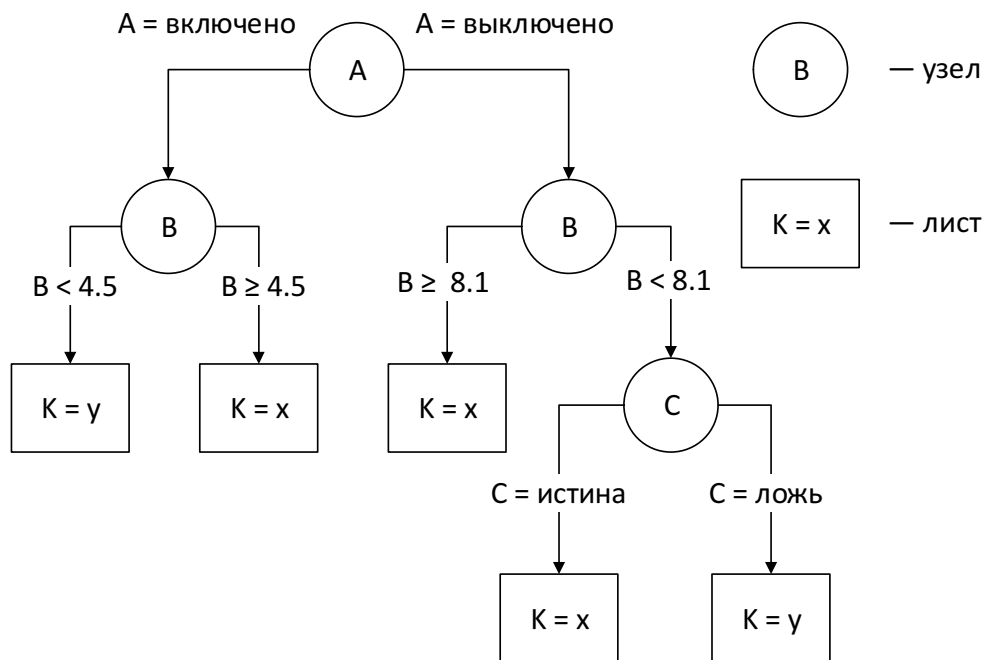 A = включено
A = выключено
A
B
— узел
B
B
K = x
— лист
B < 4.5
B ≥ 4.5
B ≥ 8.1
B < 8.1
K = y
K = x
K = x
C
C = истина
C = ложь
K = x
K = y